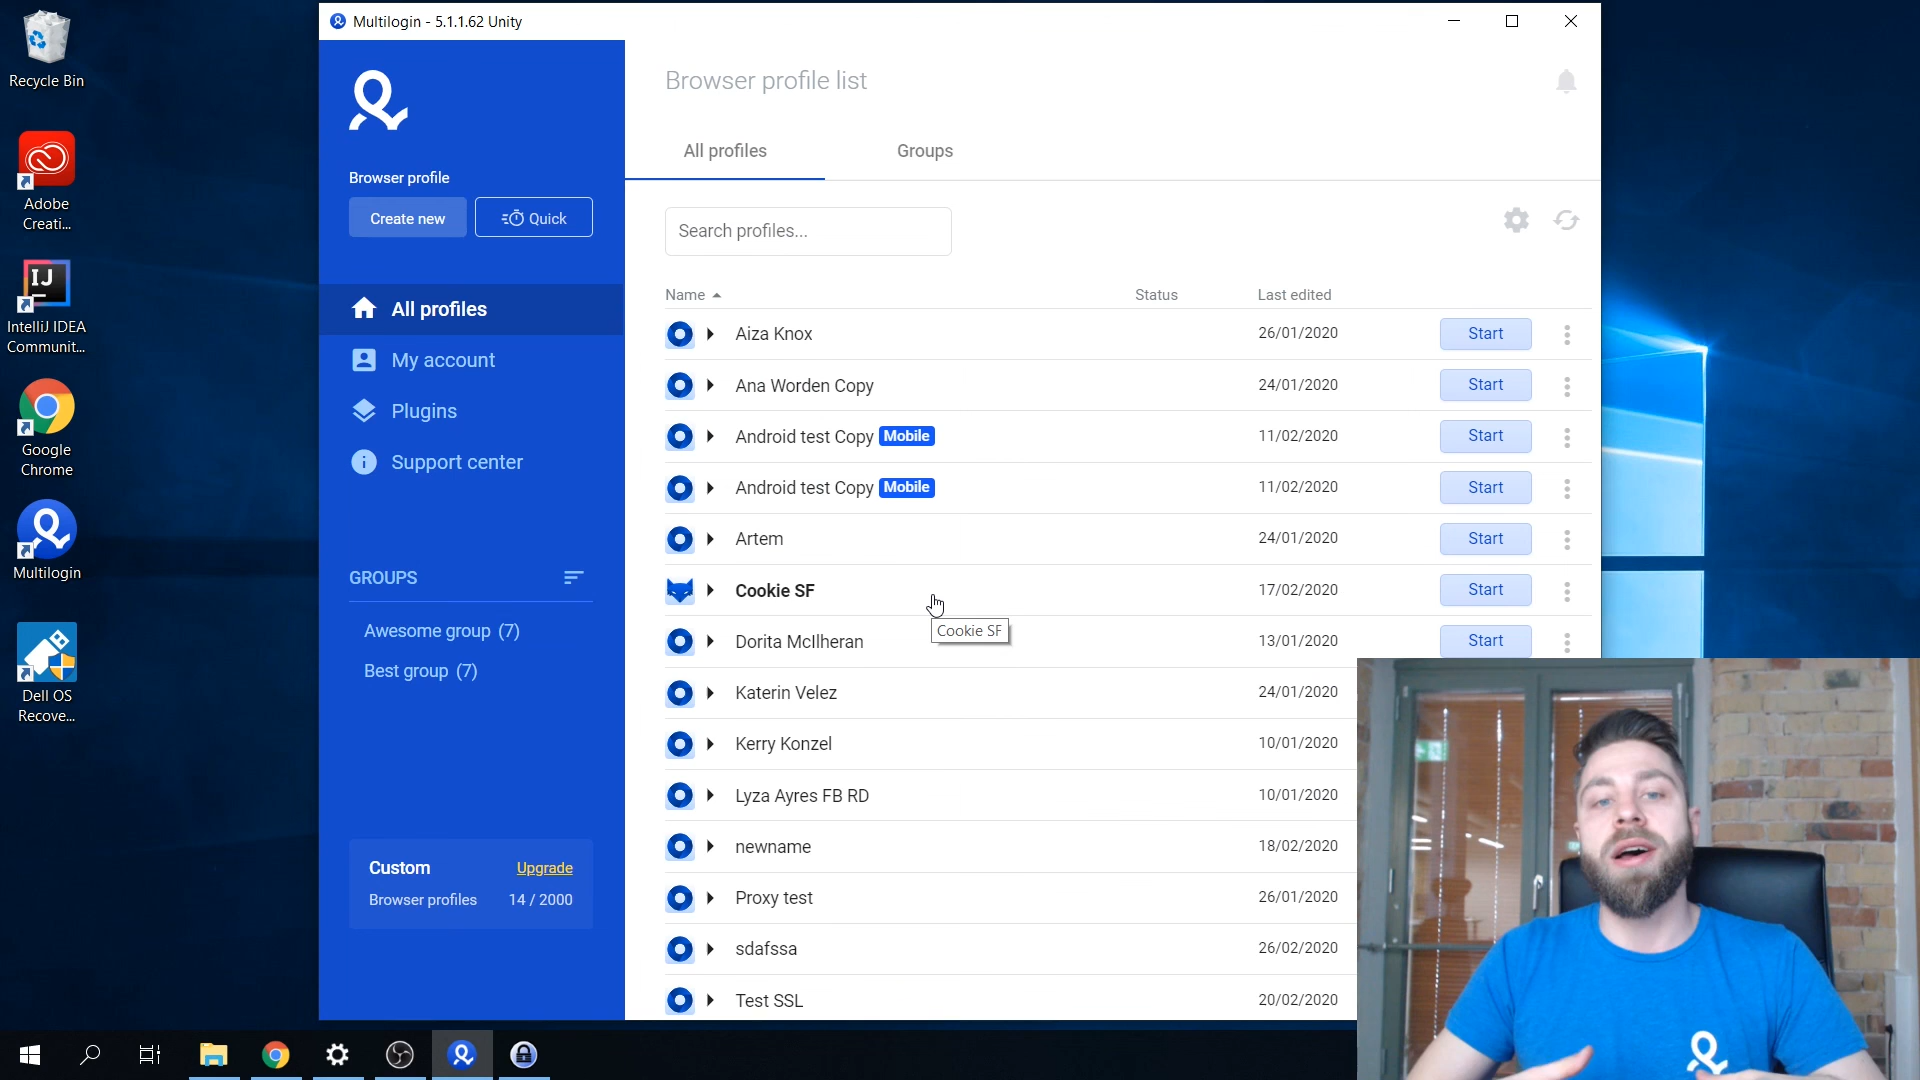 Multilogin - 5.1.1.62 Unity
Recycle Bin
Adobe
Creati...
IntelliJ IDEA
Communit...
Google
Chrome
Multilogin
Dell OS
Recove...
Browser profile
Create new
Quick
All profiles
My account
Plugins
Support center
GROUPS
Awesome group (7)
Best group (7)
Custom
Upgrade
Browser profiles 14 / 2000
Browser profile list
All profiles
Groups
Search profiles...
Name Status Last edited
Aiza Knox 26/01/2020 Start
Ana Worden Copy 24/01/2020 Start
Android test Copy Mobile 11/02/2020 Start
Android test Copy Mobile 11/02/2020 Start
Artem 24/01/2020 Start
Cookie SF 17/02/2020 Start
Cookie SF
Dorita McIlheran 13/01/2020 Start
Katerin Velez 24/01/2020
Kerry Konzel 10/01/2020
Lyza Ayres FB RD 10/01/2020
newname 18/02/2020
Proxy test 26/01/2020
sdafssa 26/02/2020
Test SSL 20/02/2020
IJ